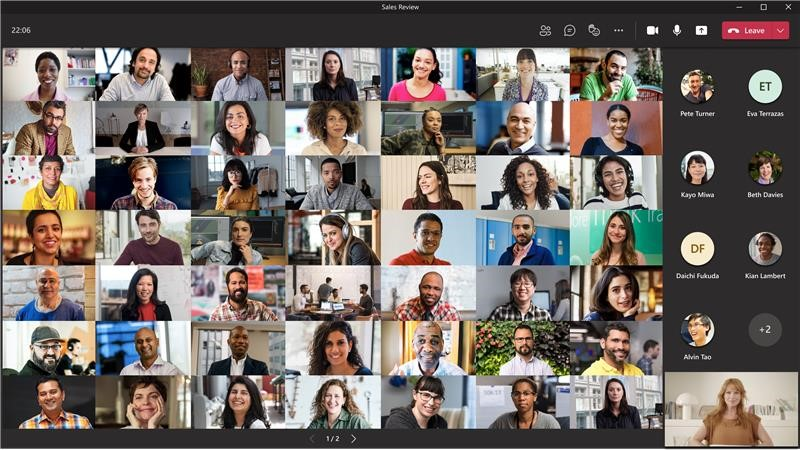 Sales Review
22:06
Leave
ET
Pete Turner
Eva Terrazas
Kayo Miwa
Beth Davies
DF
Daichi Fukuda
Kian Lambert
+2
Alvin Tao
1 / 2